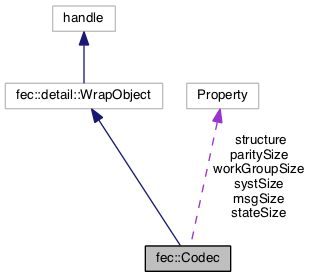 handle
fec::detail::WrapObject
Property
structure
paritySize
workGroupSize
systSize
msgSize
stateSize
fec::Codec